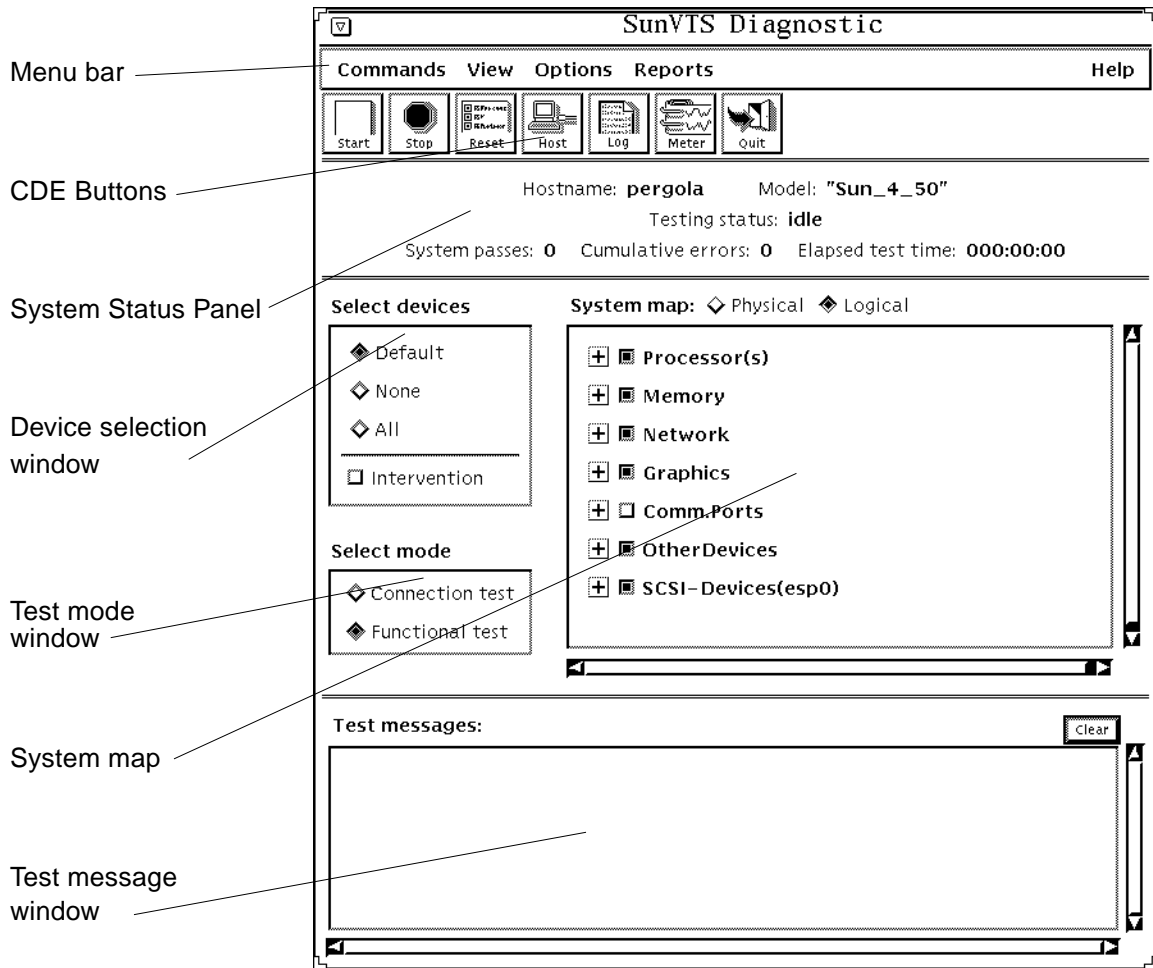 SunVTS Diagnostic
Menu bar
Commands View Options Reports Help
Start Stop Reset Host Log Meter Quit
CDE Buttons
Hostname: pergola Model: "Sun_4_50"
Testing status: idle
System passes: 0 Cumulative errors: 0 Elapsed test time: 000:00:00
System Status Panel
Select devices
Default
None
All
Intervention
Device selection
window
System map: Physical Logical
Processor(s)
Memory
Network
Graphics
Comm.Ports
OtherDevices
SCSI-Devices(esp0)
Select mode
Connection test
Functional test
Test mode
window
System map
Test messages:
Clear
Test message
window